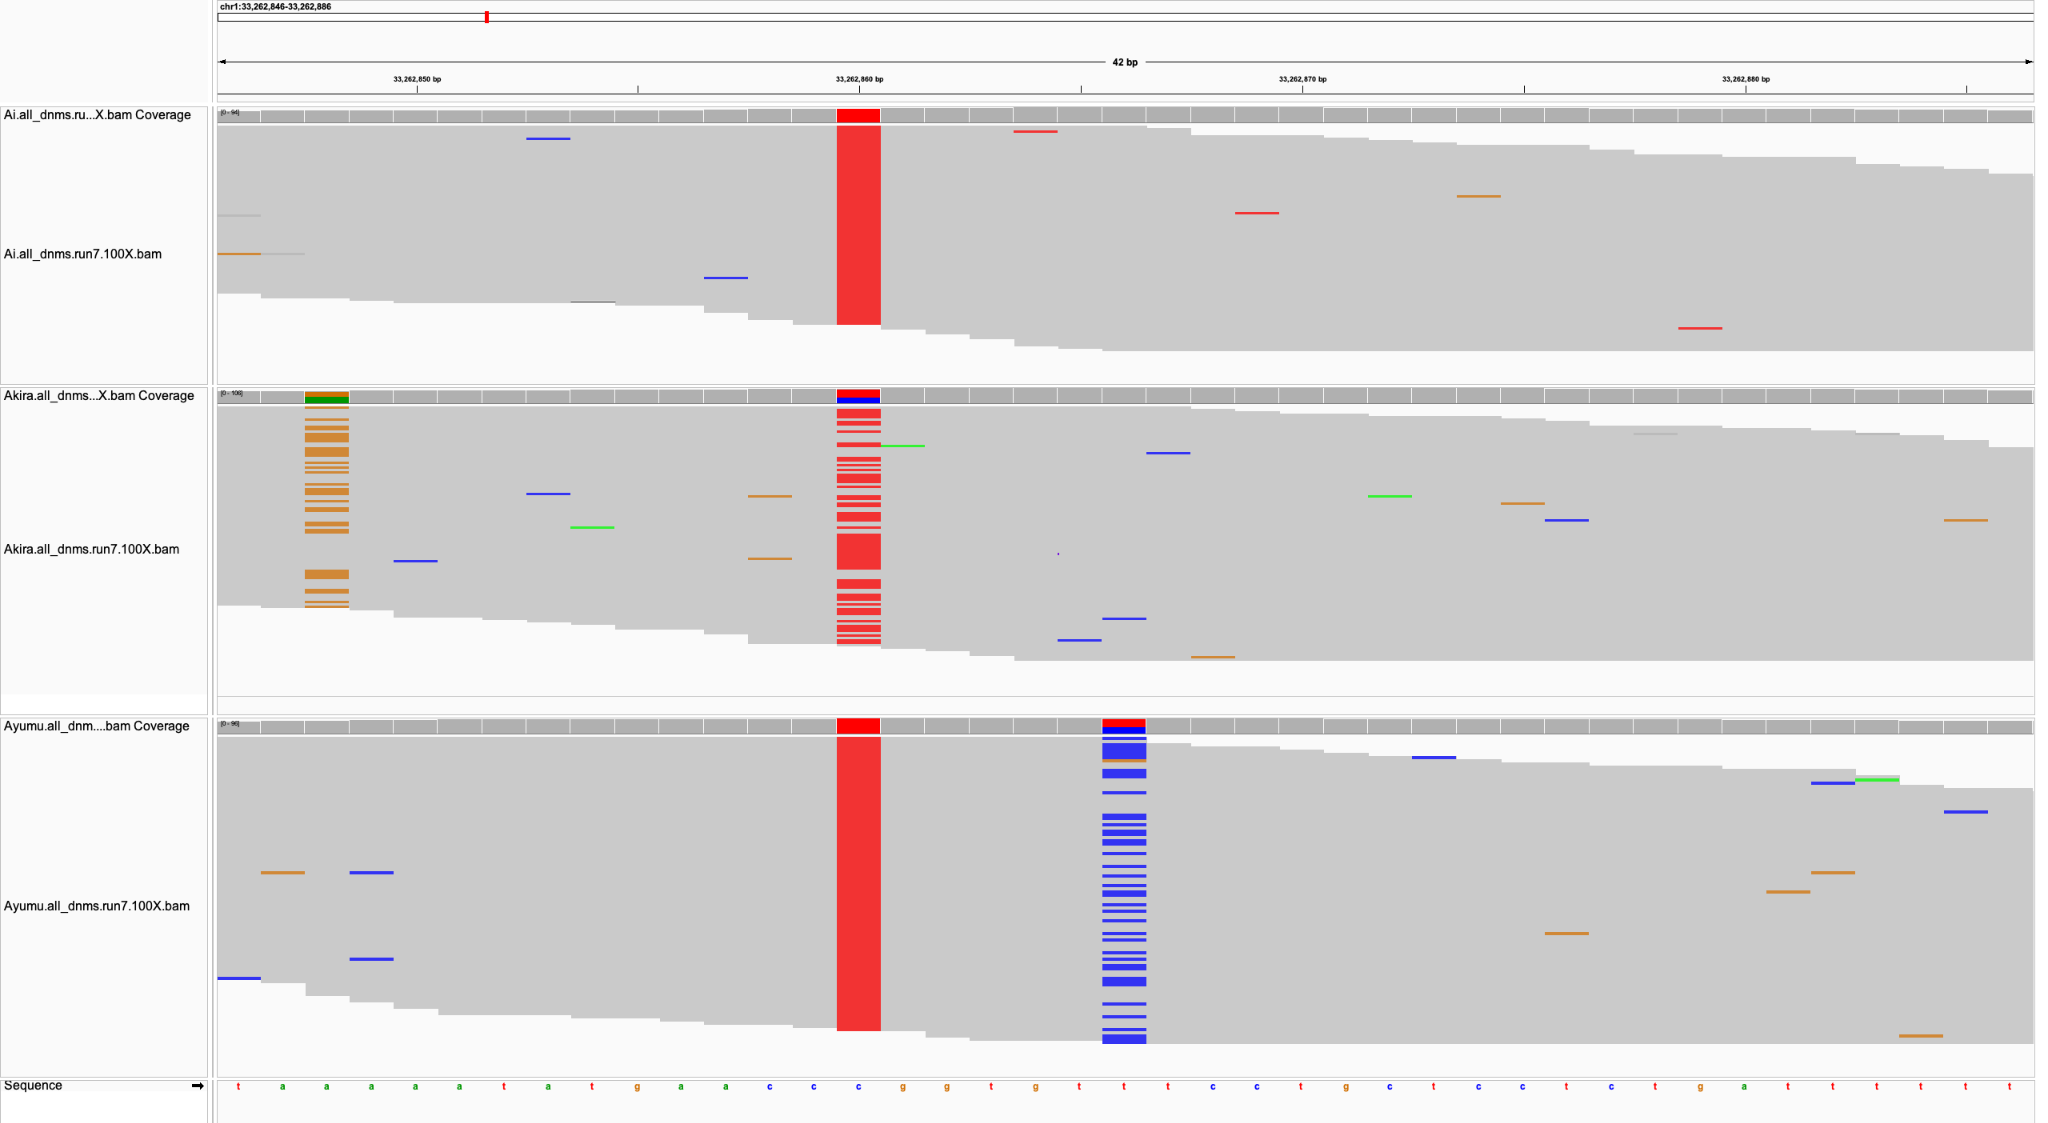 chr1:33,262,846-33,262,886
42 bp
33,262,850 bp 33,262,860 bp 33,262,870 bp 33,262,880 bp
Ai.all_dnms.ru...X.bam Coverage
[0 - 94]
Ai.all_dnms.run7.100X.bam
Akira.all_dnms...X.bam Coverage
[0 - 106]
Akira.all_dnms.run7.100X.bam
Ayumu.all_dnm....bam Coverage
[0 - 96]
Ayumu.all_dnms.run7.100X.bam
Sequence t a a a a a t a t g a a c c c g g t g t t t c c t g c t c c t c t g a t t t t t t